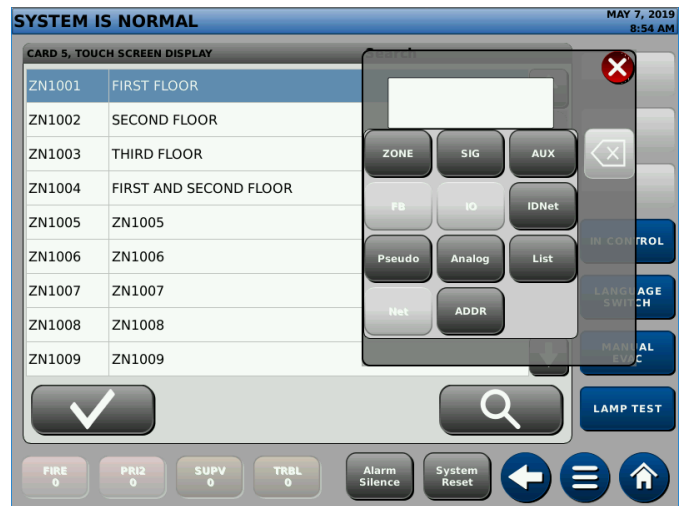 SYSTEM IS NORMAL
MAY 7, 2019
8:54 AM
CARD 5, TOUCH SCREEN DISPLAY
Search
ZN1001 FIRST FLOOR
ZN1002 SECOND FLOOR
ZN1003 THIRD FLOOR
ZN1004 FIRST AND SECOND FLOOR
ZN1005 ZN1005
ZN1006 ZN1006
ZN1007 ZN1007
ZN1008 ZN1008
ZN1009 ZN1009
ZONE SIG AUX
FB IO IDNet
Pseudo Analog List
Net ADDR
IN CONTROL
LANGUAGE
SWITCH
MANUAL
EVAC
LAMP TEST
FIRE
0
PRI2
0
SUPV
0
TRBL
0
Alarm
Silence
System
Reset